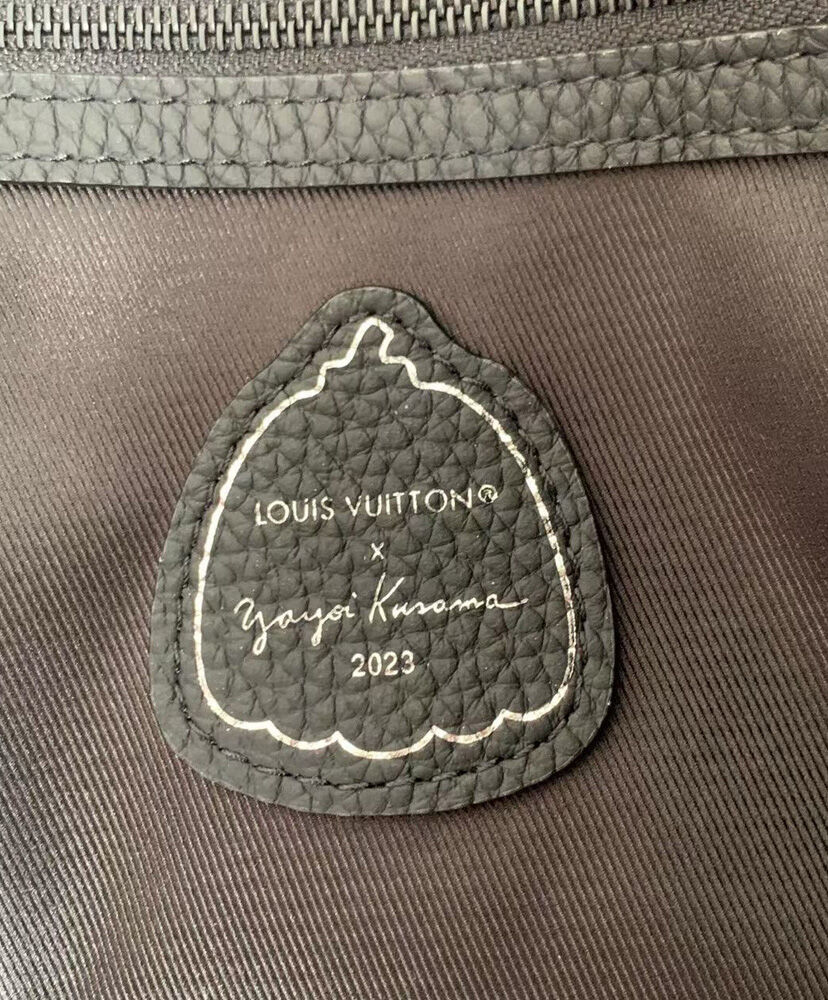 LOUIS VUITTON®
x
Yayoi Kusama
2023